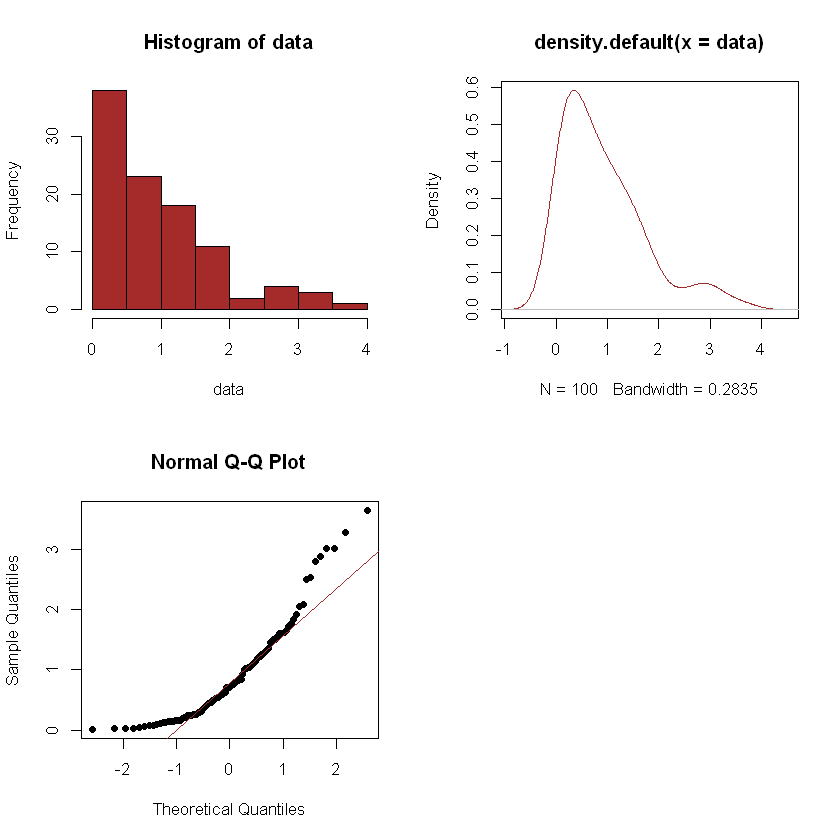 Histogram of data
Frequency
0
10
20
30
0 1 2 3 4
data
density.default(x = data)
Density
0.0
0.1
0.2
0.3
0.4
0.5
0.6
-1 0 1 2 3 4
N = 100 Bandwidth = 0.2835
Normal Q-Q Plot
Sample Quantiles
0
1
2
3
-2 -1 0 1 2
Theoretical Quantiles